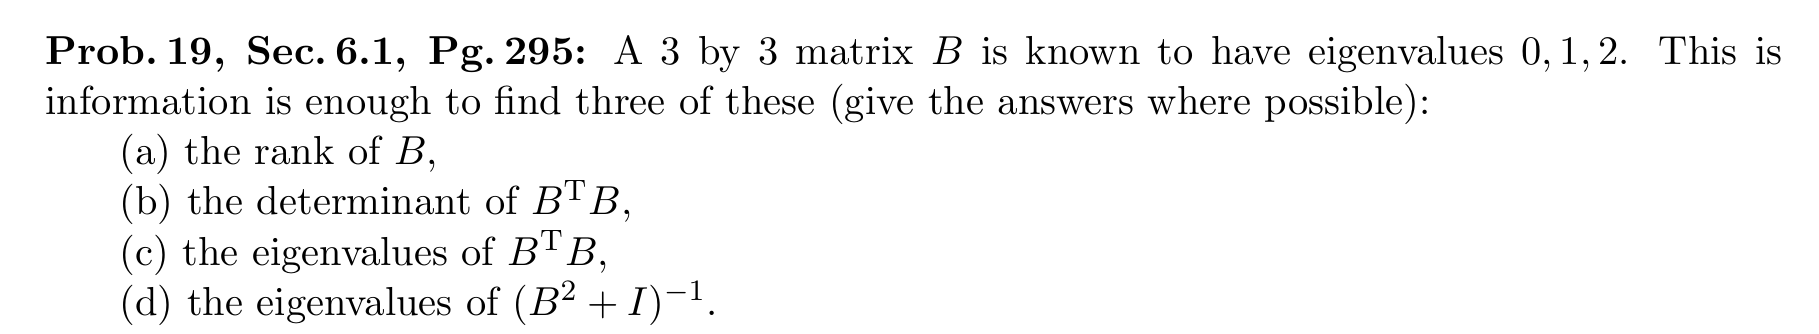 Prob. 19, Sec. 6.1, Pg. 295: A 3 by 3 matrix B is known to have eigenvalues 0, 1, 2. This is
information is enough to find three of these (give the answers where possible):
(a) the rank of B,
(b) the determinant of BᵀB,
(c) the eigenvalues of BᵀB,
(d) the eigenvalues of (B² + I)⁻¹.